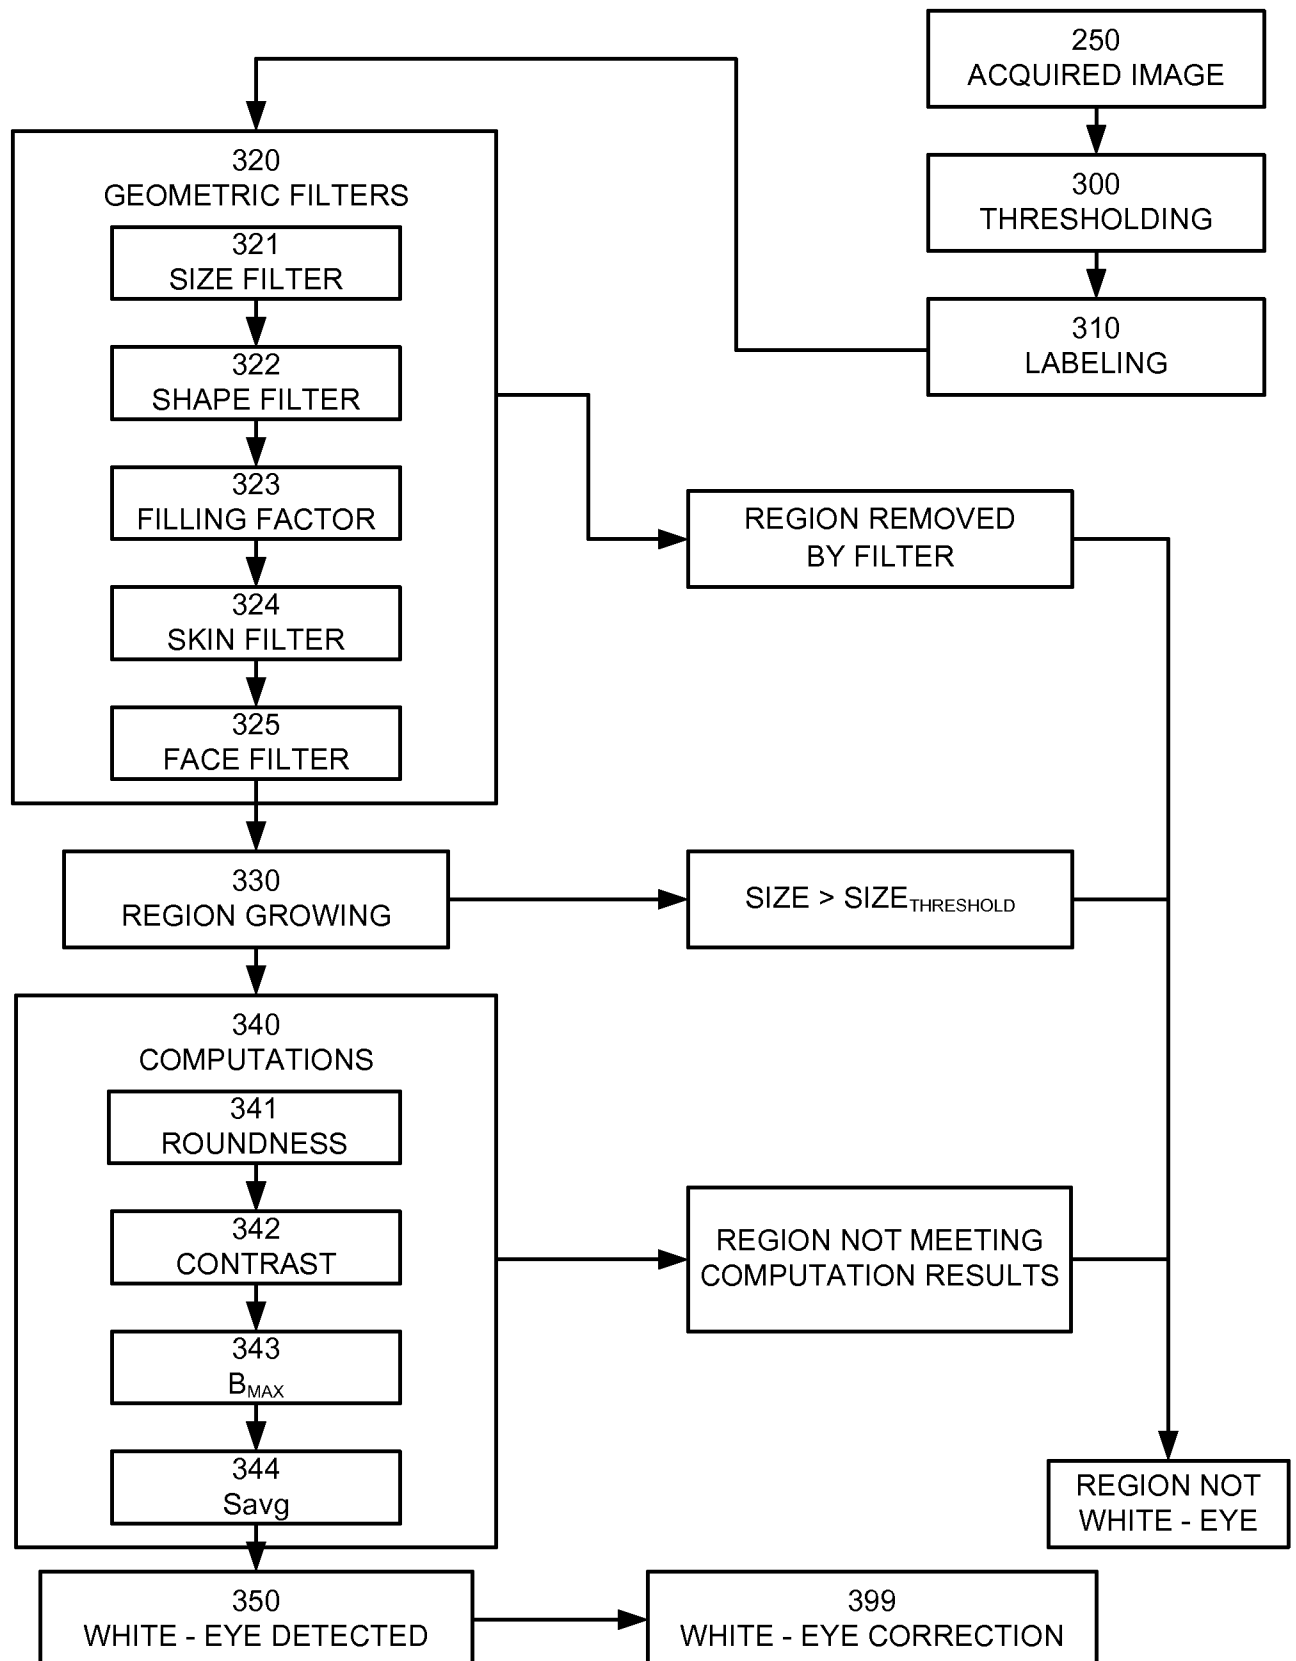 250
ACQUIRED IMAGE
300
THRESHOLDING
310
LABELING
320
GEOMETRIC FILTERS
321
SIZE FILTER
322
SHAPE FILTER
323
FILLING FACTOR
324
SKIN FILTER
325
FACE FILTER
REGION REMOVED
BY FILTER
330
REGION GROWING
SIZE > SIZE_THRESHOLD
340
COMPUTATIONS
341
ROUNDNESS
342
CONTRAST
343
B_MAX
344
Savg
REGION NOT MEETING
COMPUTATION RESULTS
REGION NOT
WHITE - EYE
350
WHITE - EYE DETECTED
399
WHITE - EYE CORRECTION